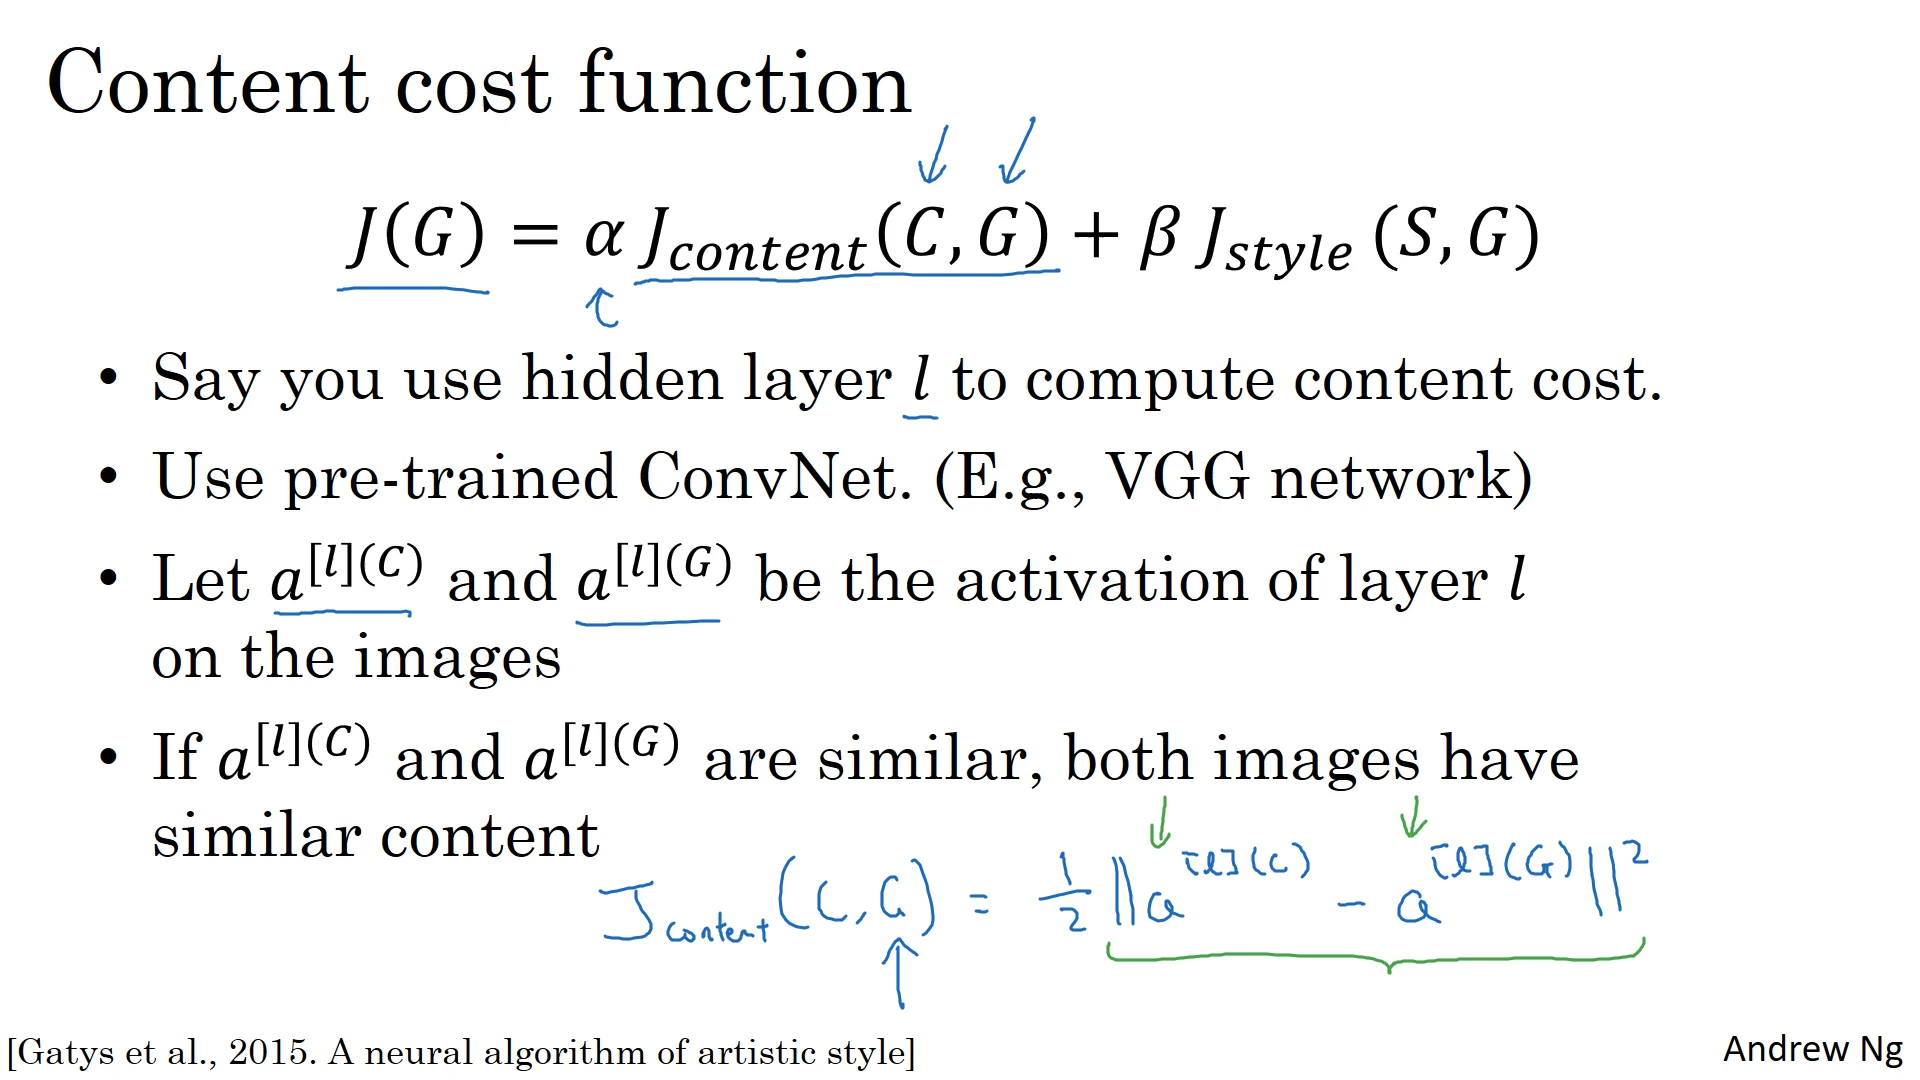 Content cost function
J(G) = α J_content(C, G) + β J_style (S, G)
• Say you use hidden layer l to compute content cost.
• Use pre-trained ConvNet. (E.g., VGG network)
• Let a^[l](C) and a^[l](G) be the activation of layer l
on the images
• If a^[l](C) and a^[l](G) are similar, both images have
similar content
J_content(C, G) = 1/2 ||a^[l](C) − a^[l](G)||^2
[Gatys et al., 2015. A neural algorithm of artistic style]
Andrew Ng